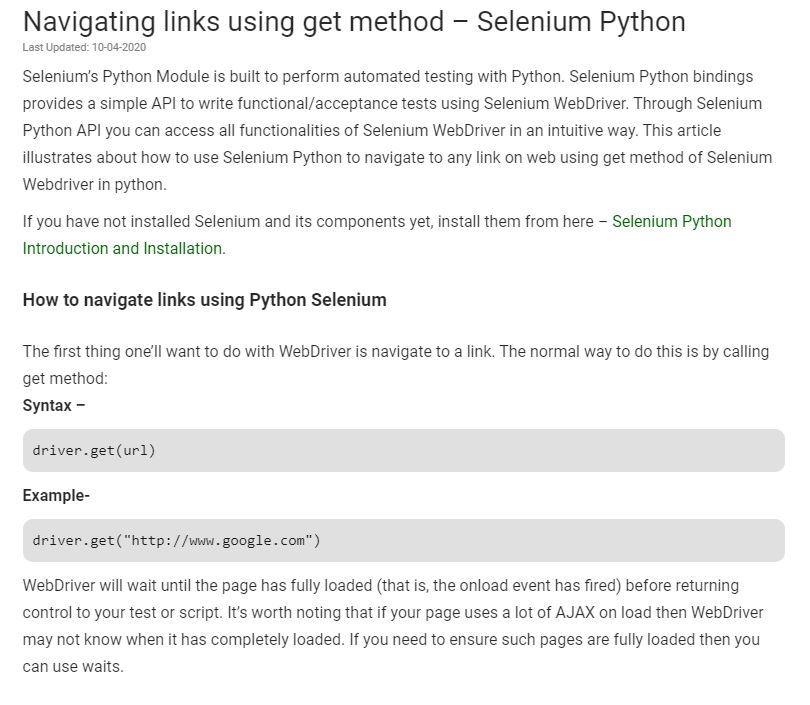 Navigating links using get method – Selenium Python
Last Updated: 10-04-2020
Selenium’s Python Module is built to perform automated testing with Python. Selenium Python bindings
provides a simple API to write functional/acceptance tests using Selenium WebDriver. Through Selenium
Python API you can access all functionalities of Selenium WebDriver in an intuitive way. This article
illustrates about how to use Selenium Python to navigate to any link on web using get method of Selenium
Webdriver in python.
If you have not installed Selenium and its components yet, install them from here – Selenium Python
Introduction and Installation.
How to navigate links using Python Selenium
The first thing one’ll want to do with WebDriver is navigate to a link. The normal way to do this is by calling
get method:
Syntax –
driver.get(url)
Example-
driver.get("http://www.google.com")
WebDriver will wait until the page has fully loaded (that is, the onload event has fired) before returning
control to your test or script. It’s worth noting that if your page uses a lot of AJAX on load then WebDriver
may not know when it has completely loaded. If you need to ensure such pages are fully loaded then you
can use waits.